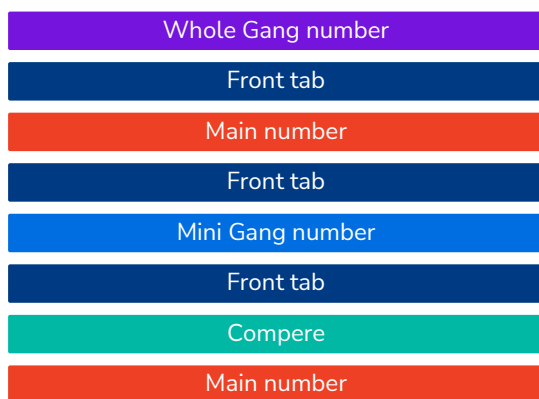 Whole Gang number
Front tab
Main number
Front tab
Mini Gang number
Front tab
Compere
Main number